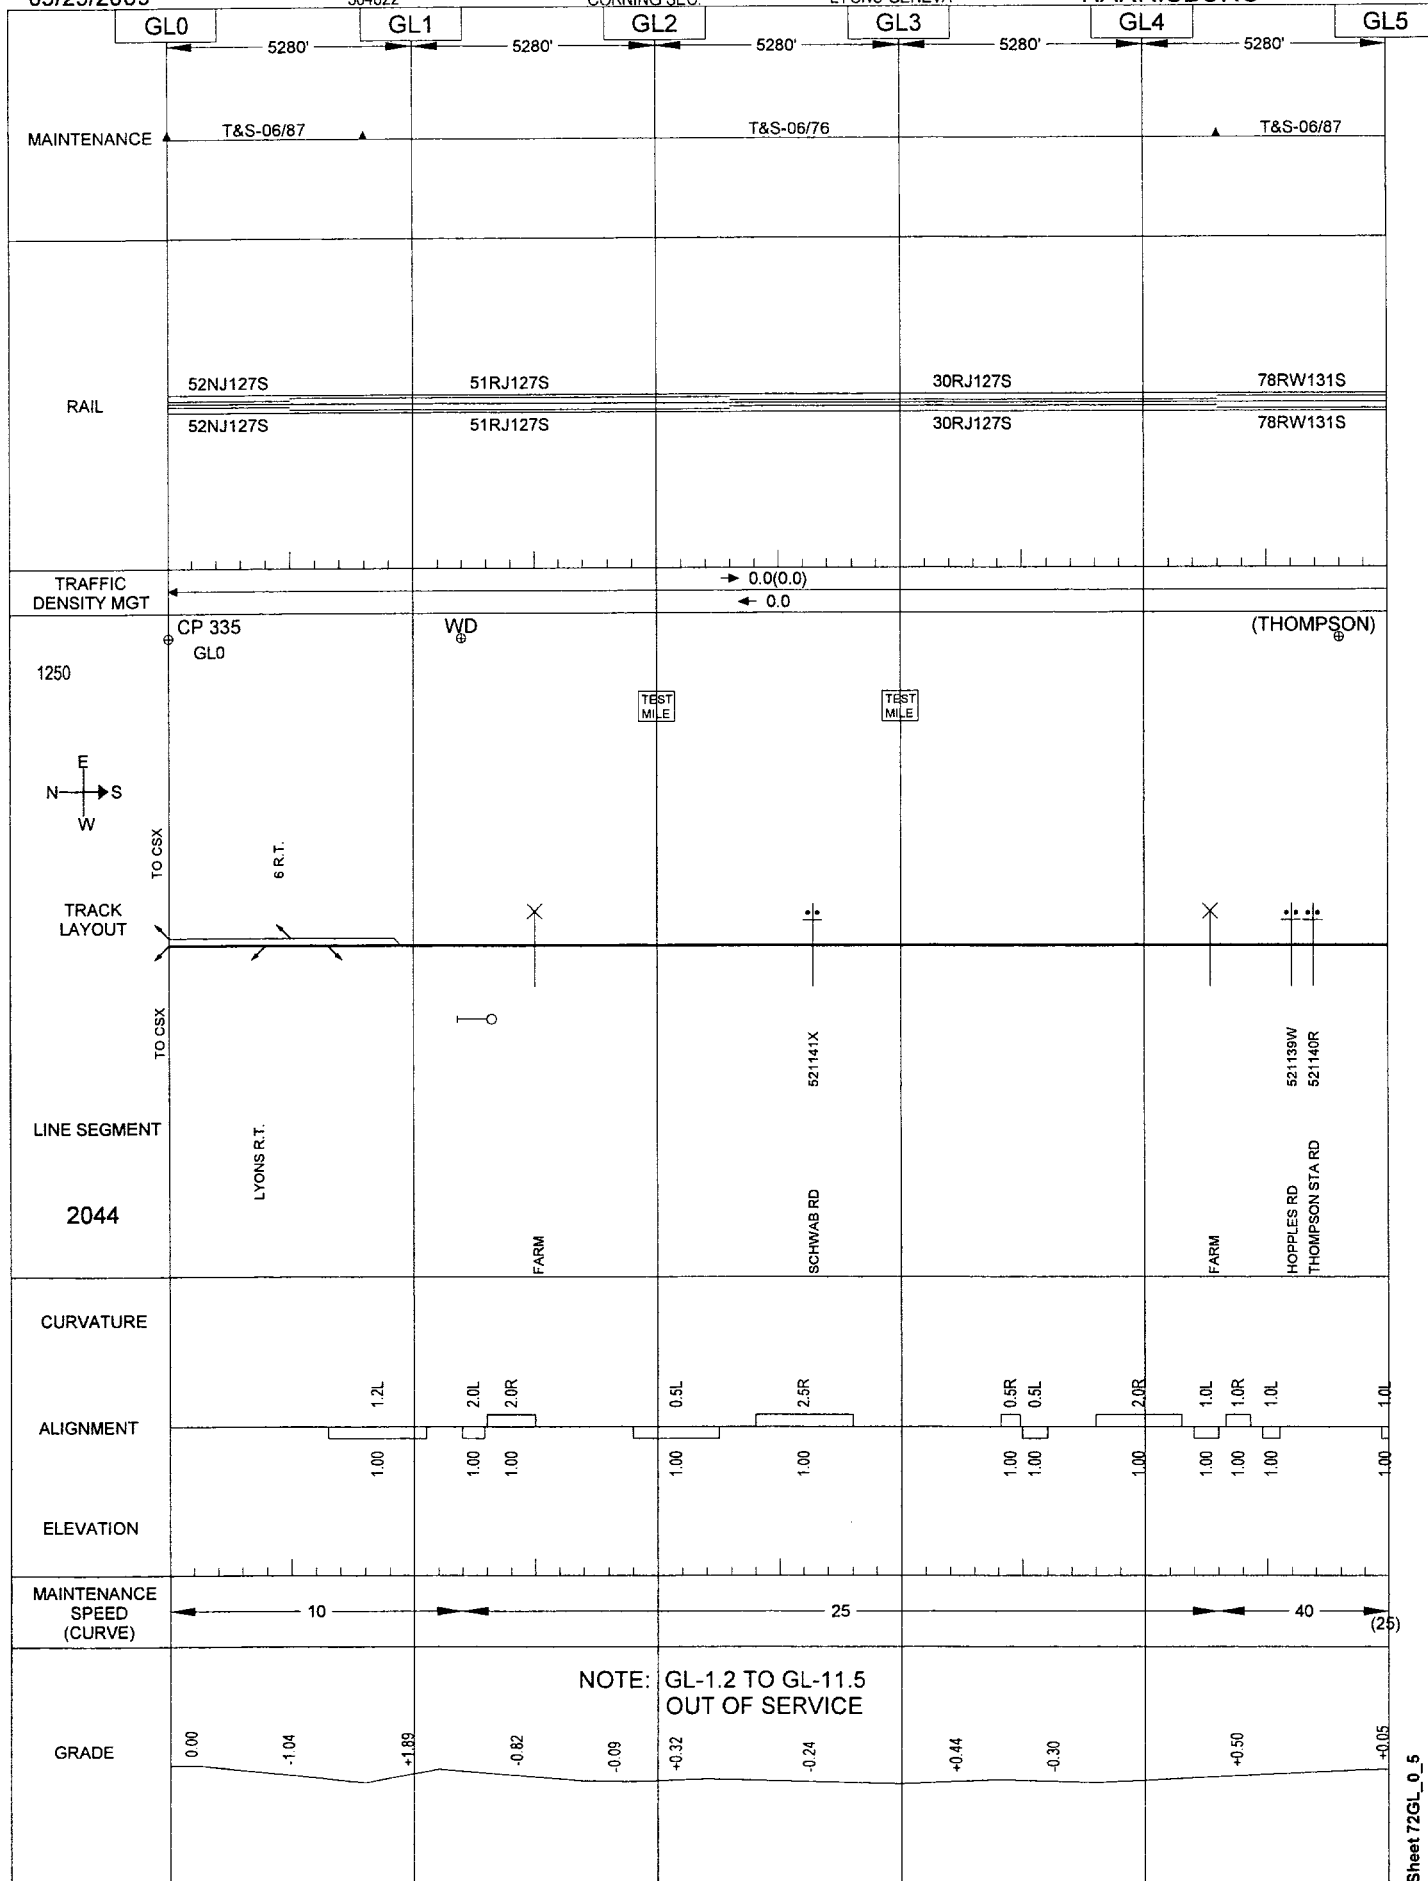 GL0 GL1 GL2 GL3 GL4 GL5
5280' 5280' 5280' 5280' 5280'
MAINTENANCE T&S-06/87 T&S-06/76 T&S-06/87
52NJ127S 51RJ127S 30RJ127S 78RW131S
RAIL
52NJ127S 51RJ127S 30RJ127S 78RW131S
TRAFFIC
DENSITY MGT
0.0(0.0)
0.0
CP 335 WD (THOMPSON)
GL0
1250
TEST
MILE
TEST
MILE
E
N S
W
TO CSX
6 R.T.
TRACK
LAYOUT
TO CSX
521141X
521139W
521140R
LINE SEGMENT
LYONS R.T.
2044
FARM
SCHWAB RD
FARM
HOPPLES RD
THOMPSON STA RD
CURVATURE
1.2L 2.0L 2.0R 0.5L 2.5R 0.5R 0.5L 2.0R 1.0L 1.0R 1.0L 1.0L
ALIGNMENT
1.00 1.00 1.00 1.00 1.00 1.00 1.00 1.00 1.00 1.00 1.00 1.00
ELEVATION
MAINTENANCE
SPEED
(CURVE)
10 25 40
(25)
NOTE: GL-1.2 TO GL-11.5
OUT OF SERVICE
GRADE
0.00 -1.04 +1.89 -0.82 -0.09 +0.32 -0.24 +0.44 -0.30 +0.50 +0.05
Sheet 72GL_0_5